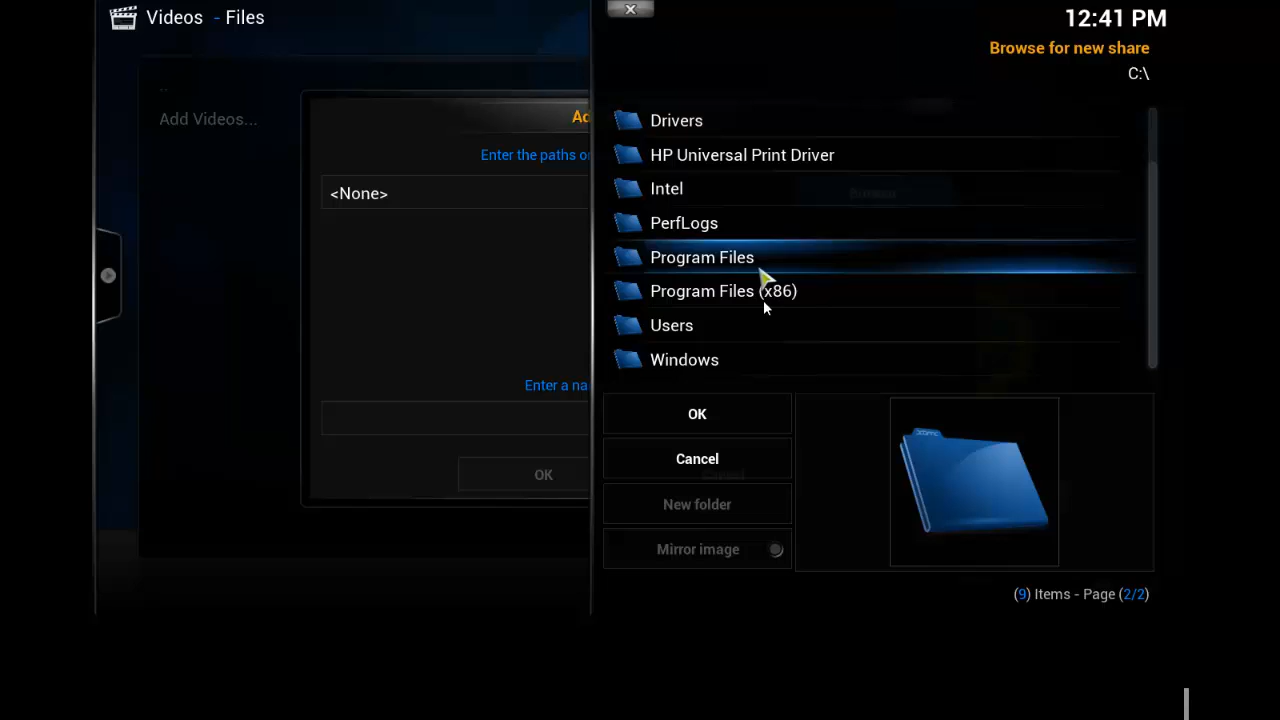 Videos - Files
12:41 PM
Browse for new share
C:\
..
Add Videos...
Ad
Enter the paths o
<None>
Enter a na
OK
Drivers
HP Universal Print Driver
Intel
PerfLogs
Program Files
Program Files (x86)
Users
Windows
OK
Cancel
New folder
Mirror image
(9) Items - Page (2/2)